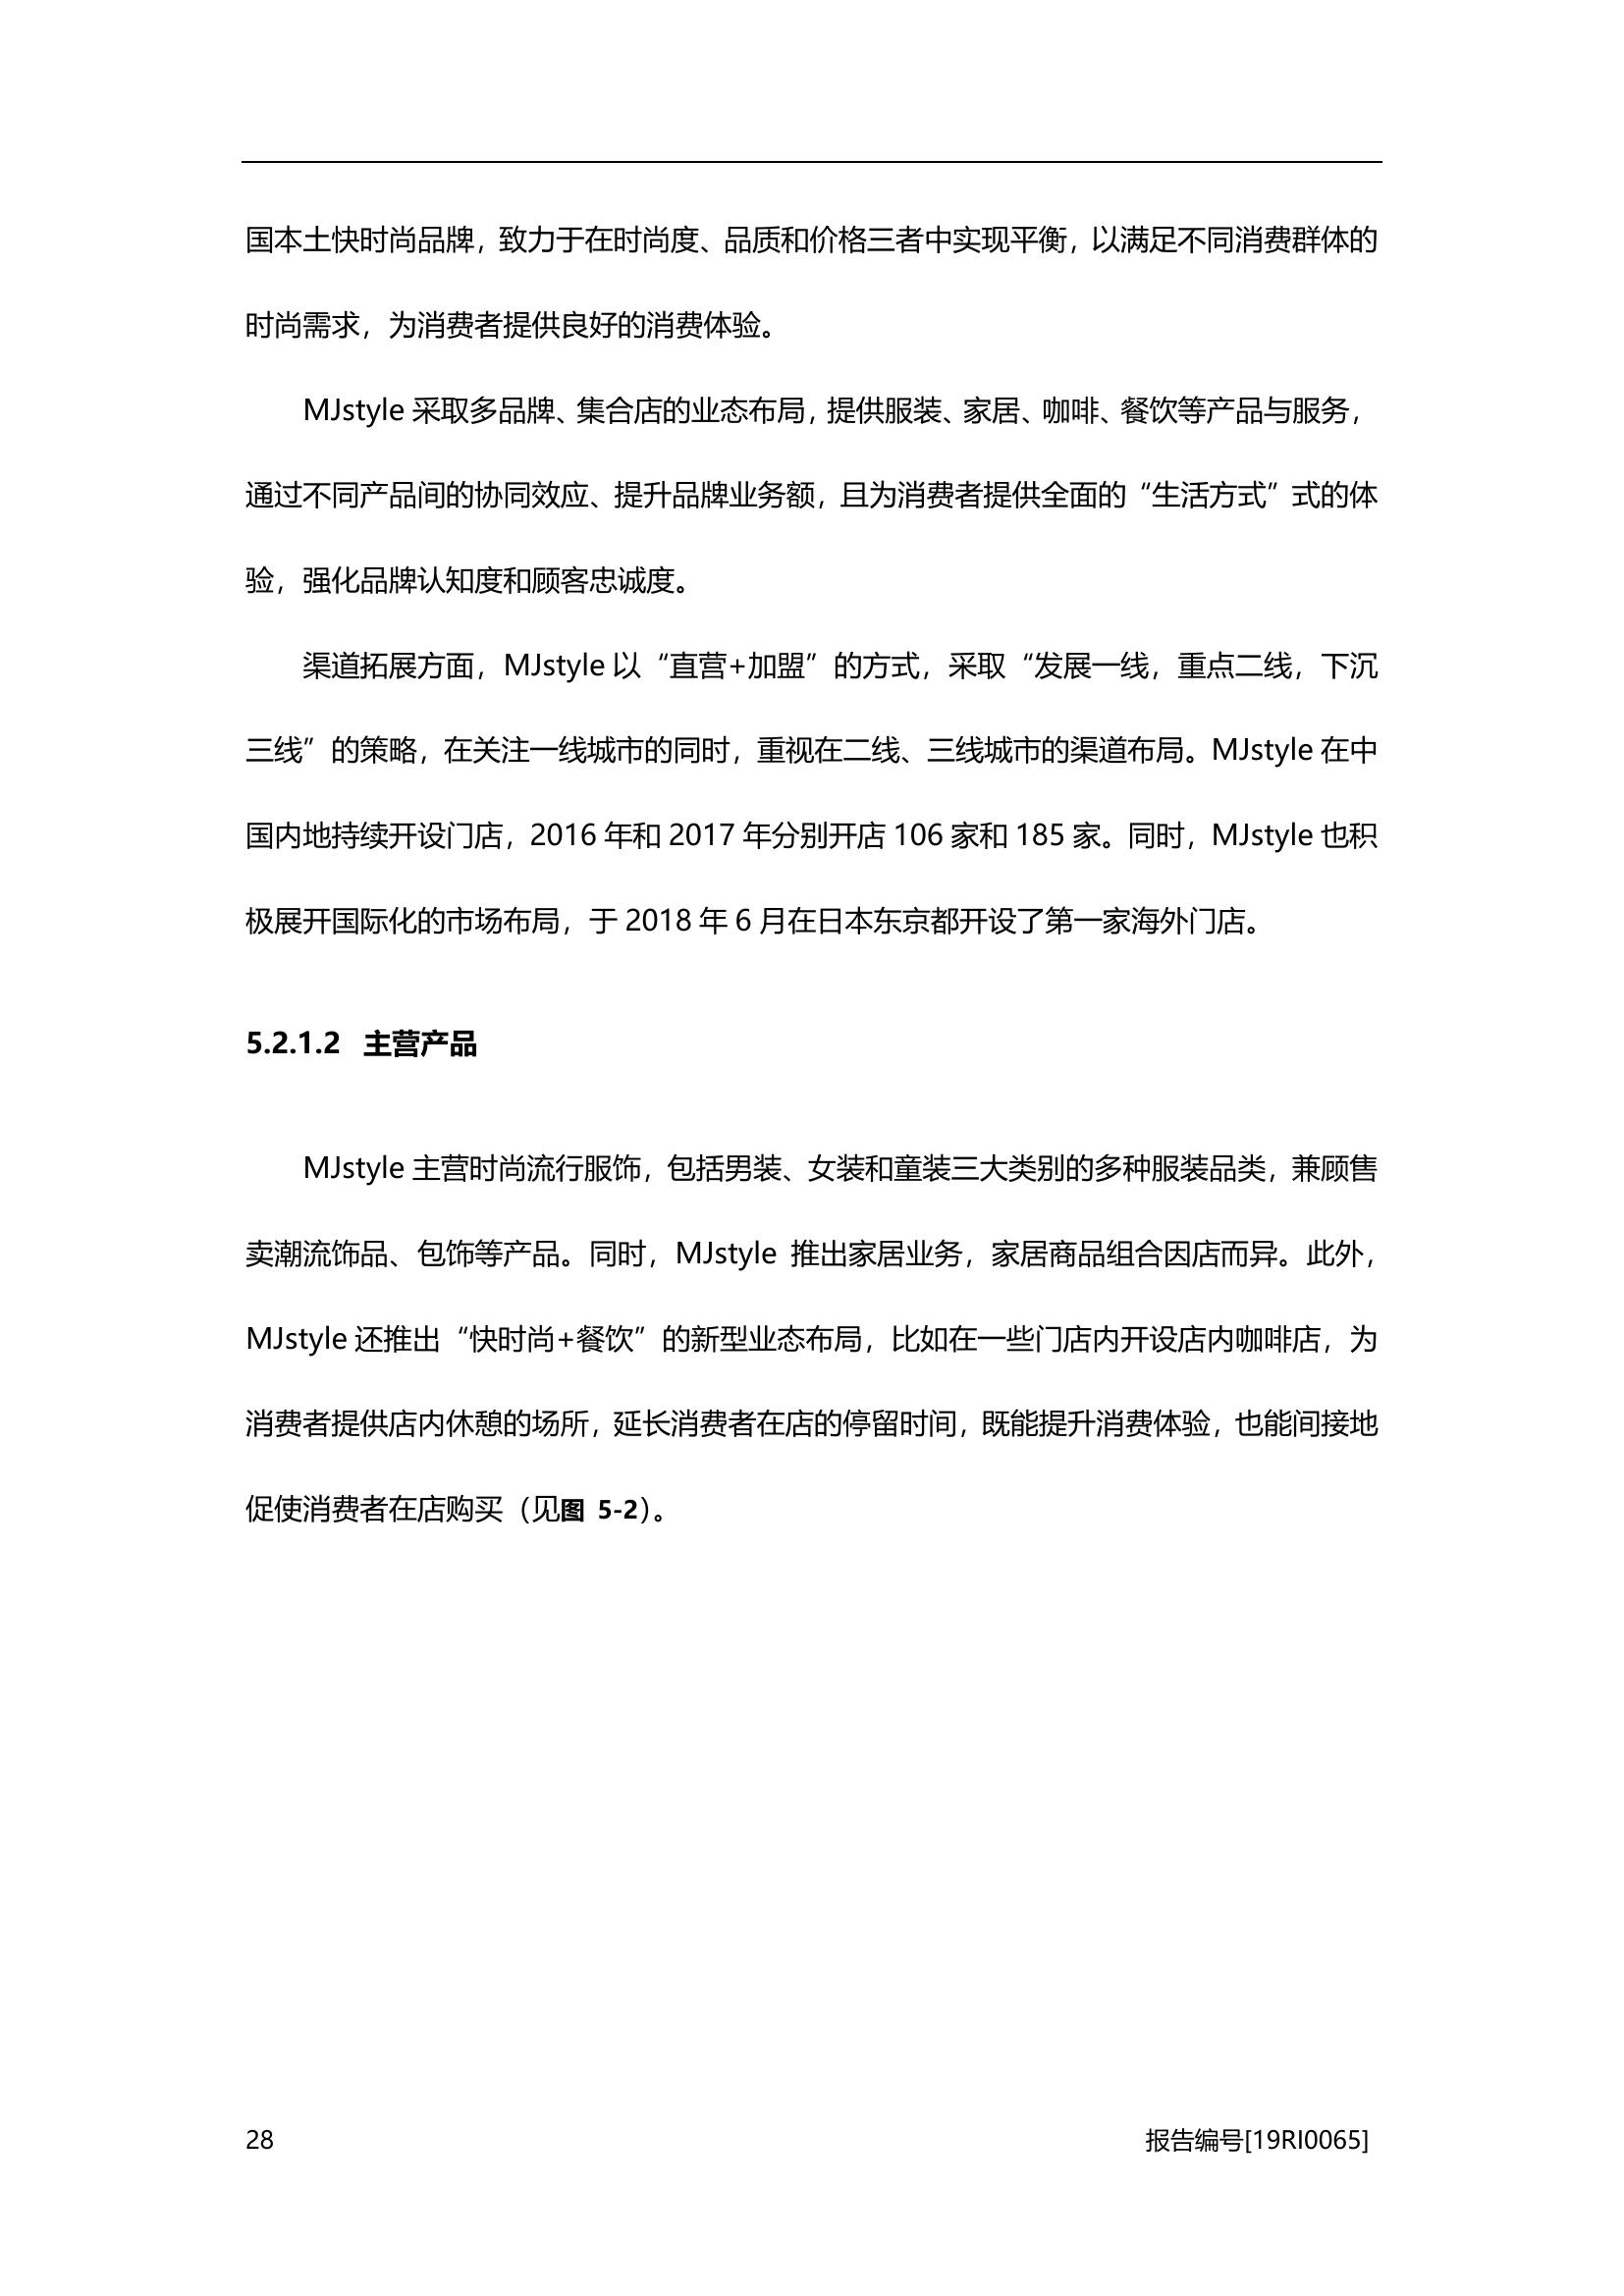 国本土快时尚品牌，致力于在时尚度、品质和价格三者中实现平衡，以满足不同消费群体的
时尚需求，为消费者提供良好的消费体验。
MJstyle 采取多品牌、集合店的业态布局，提供服装、家居、咖啡、餐饮等产品与服务，
通过不同产品间的协同效应、提升品牌业务额，且为消费者提供全面的“生活方式”式的体
验，强化品牌认知度和顾客忠诚度。
渠道拓展方面，MJstyle 以“直营+加盟”的方式，采取“发展一线，重点二线，下沉
三线”的策略，在关注一线城市的同时，重视在二线、三线城市的渠道布局。MJstyle 在中
国内地持续开设门店，2016 年和 2017 年分别开店 106 家和 185 家。同时，MJstyle 也积
极展开国际化的市场布局，于 2018 年 6 月在日本东京都开设了第一家海外门店。
5.2.1.2 主营产品
MJstyle 主营时尚流行服饰，包括男装、女装和童装三大类别的多种服装品类，兼顾售
卖潮流饰品、包饰等产品。同时，MJstyle 推出家居业务，家居商品组合因店而异。此外，
MJstyle 还推出“快时尚+餐饮”的新型业态布局，比如在一些门店内开设店内咖啡店，为
消费者提供店内休憩的场所，延长消费者在店的停留时间，既能提升消费体验，也能间接地
促使消费者在店购买（见图 5-2）。
28 报告编号[19RI0065]